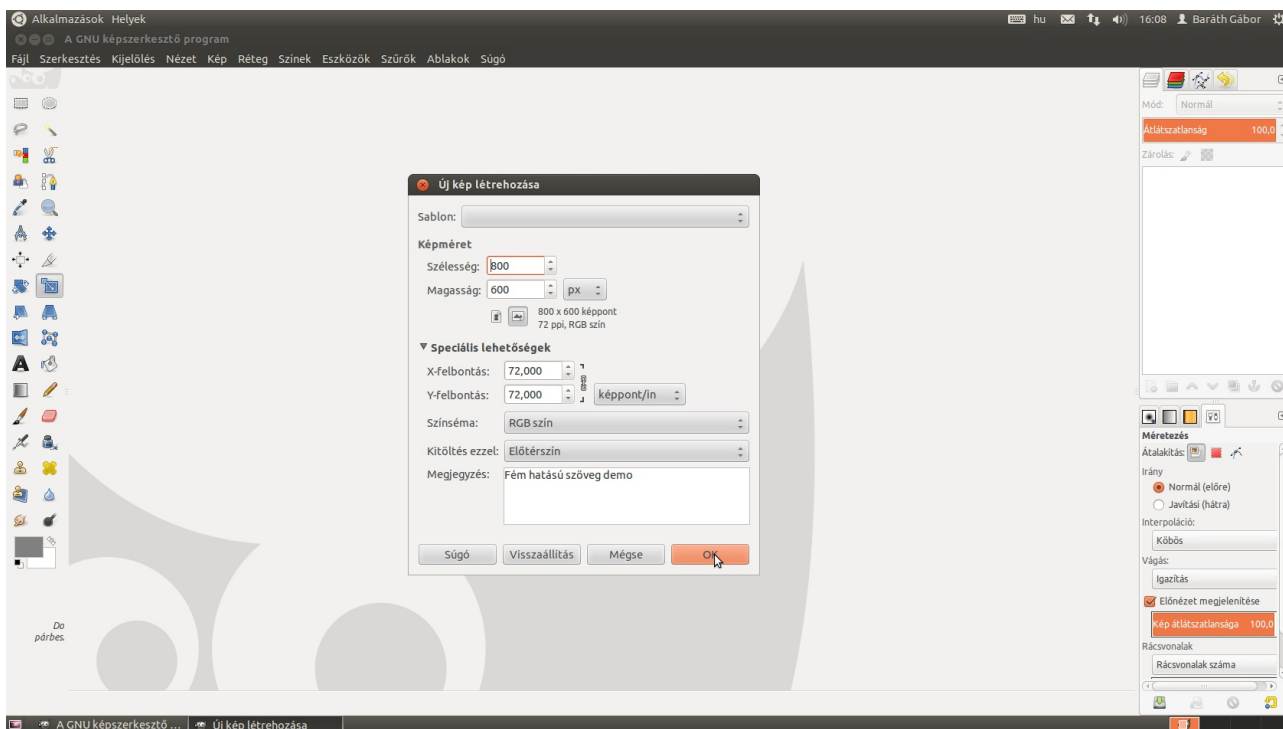 Alkalmazások Helyek
hu 16:08 Baráth Gábor
A GNU képszerkesztő program
Fájl Szerkesztés Kijelölés Nézet Kép Réteg Színek Eszközök Szűrők Ablakok Súgó
Mód: Normál
Átlátszatlanság 100,0
Zárolás:
Új kép létrehozása
Sablon:
Képméret
Szélesség: 800
Magasság: 600 px
800 x 600 képpont
72 ppi, RGB szín
Speciális lehetőségek
X-felbontás: 72,000
Y-felbontás: 72,000 képpont/in
Színséma: RGB szín
Kitöltés ezzel: Előtérszín
Megjegyzés: Fém hatású szöveg demo
Súgó Visszaállítás Mégse OK
Méretezés
Átalakítás:
Irány
Normál (előre)
Javítási (hátra)
Interpoláció:
Köbös
Vágás:
Igazítás
Előnézet megjelenítése
Kép átlátszatlansága 100,0
Rácsvonalak
Rácsvonalak száma
Do
párbes.
A GNU képszerkesztő ... Új kép létrehozása